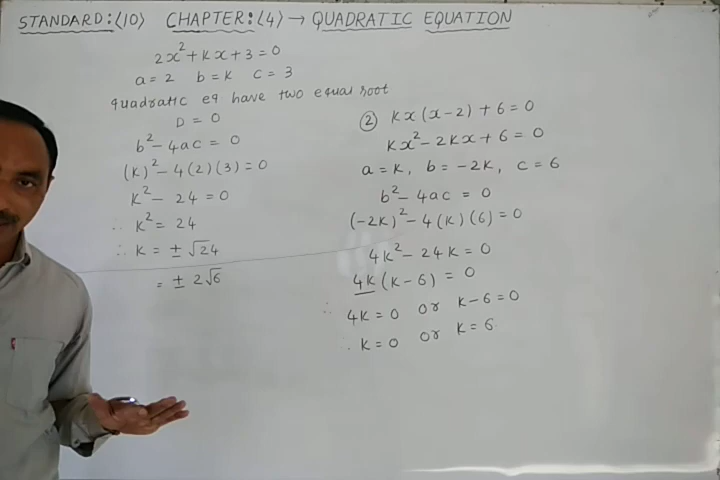 STANDARD:⟨10⟩ CHAPTER:⟨4⟩ → QUADRATIC EQUATION
2x² + kx + 3 = 0
a = 2 b = k c = 3
quadratic eq have two equal root
D = 0
b² - 4ac = 0
(k)² - 4(2)(3) = 0
k² - 24 = 0
∴ k² = 24
∴ k = ± √24
= ± 2√6
② kx(x-2) + 6 = 0
kx² - 2kx + 6 = 0
a = k, b = -2k, c = 6
b² - 4ac = 0
(-2k)² - 4(k)(6) = 0
4k² - 24k = 0
4k(k-6) = 0
∴ 4k = 0 or k-6 = 0
∴ k = 0 or k = 6